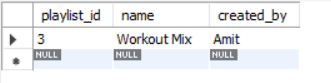 playlist_id name created_by
3 Workout Mix Amit
NULL NULL NULL